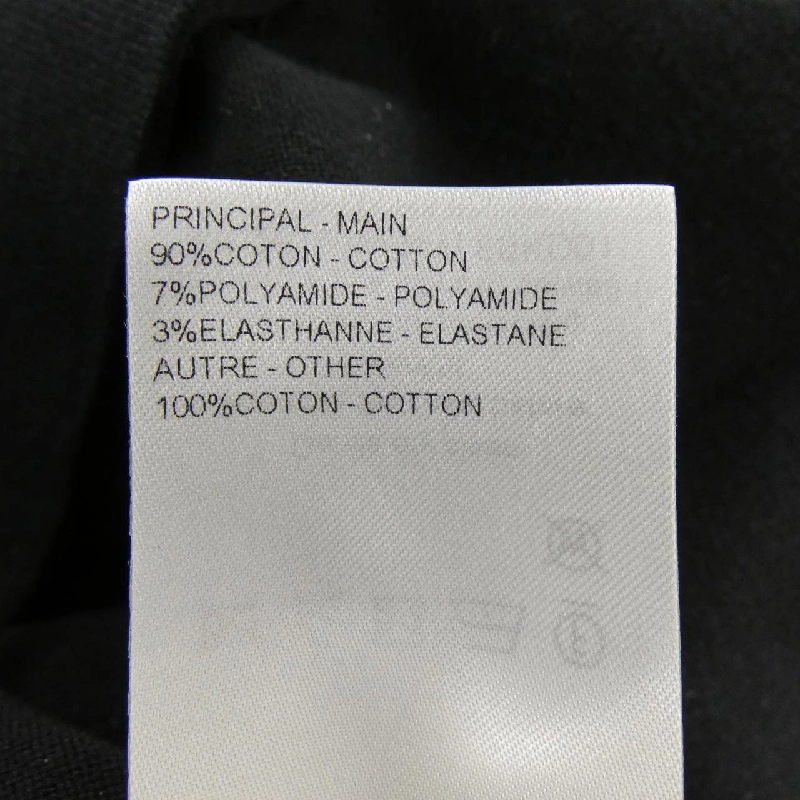 PRINCIPAL - MAIN
90%COTON - COTTON
7%POLYAMIDE - POLYAMIDE
3%ELASTHANNE - ELASTANE
AUTRE - OTHER
100%COTON - COTTON